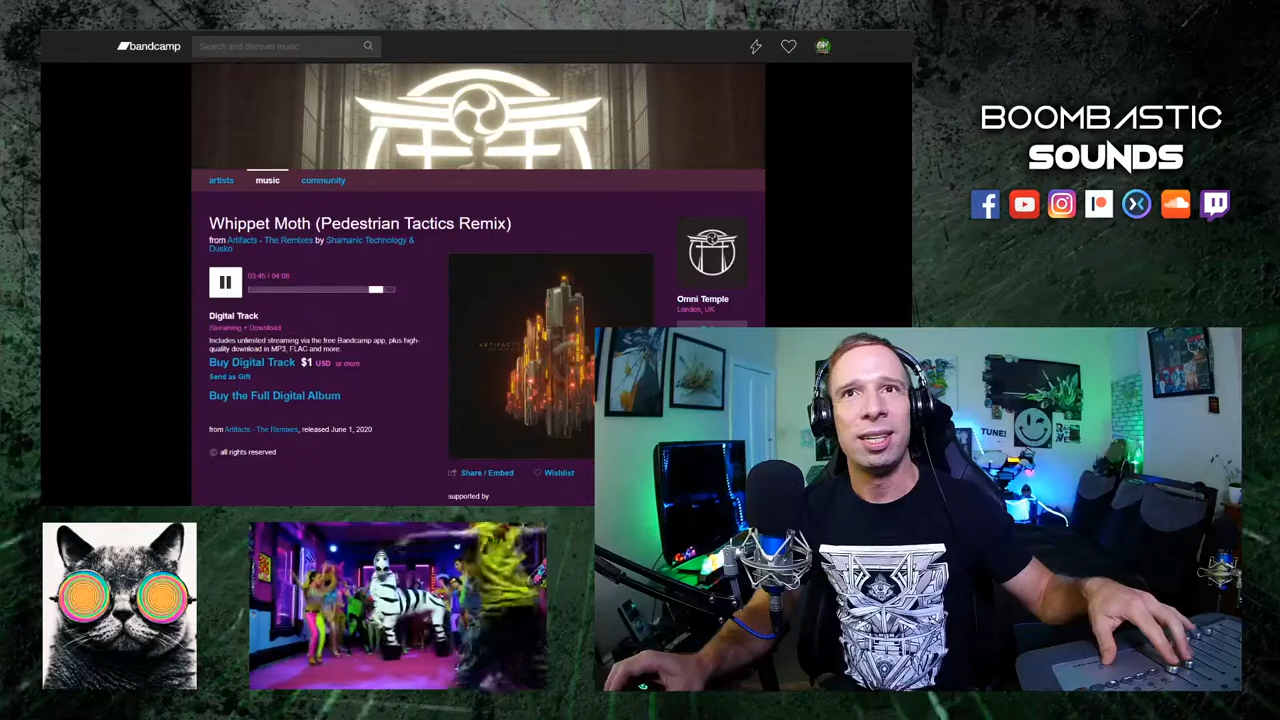 bandcamp
Search and discover music
BOOMBASTIC
SOUNDS
artists music community
Whippet Moth (Pedestrian Tactics Remix)
from Artifacts - The Remixes by Shamanic Technology &
Dusko
03:45 / 04:08
Digital Track
Streaming + Download
Includes unlimited streaming via the free Bandcamp app, plus high-
quality download in MP3, FLAC and more.
Buy Digital Track $1 USD or more
Send as Gift
Buy the Full Digital Album
from Artifacts - The Remixes, released June 1, 2020
© all rights reserved
ARTIFACTS
Share / Embed Wishlist
supported by
Omni Temple
London, UK
TUNE!